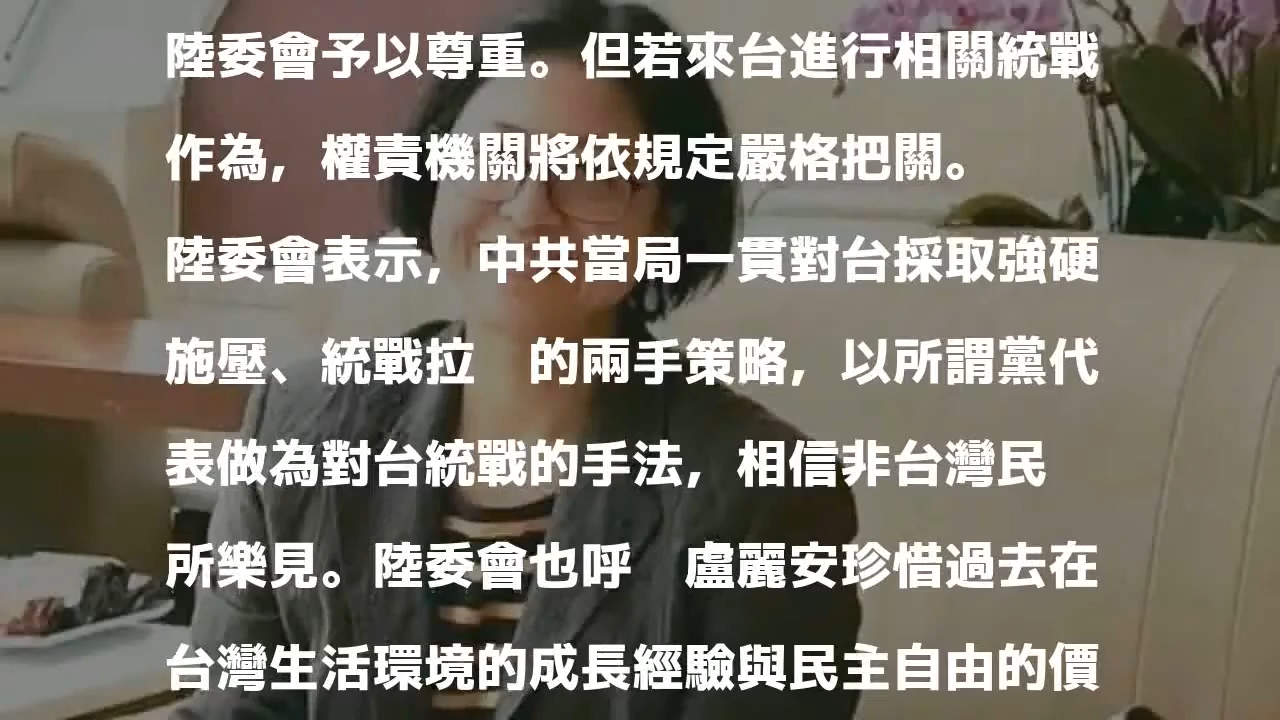 陸委會予以尊重。但若來台進行相關統戰
作為，權責機關將依規定嚴格把關。
陸委會表示，中共當局一貫對台採取強硬
施壓、統戰拉　的兩手策略，以所謂黨代
表做為對台統戰的手法，相信非台灣民
所樂見。陸委會也呼　盧麗安珍惜過去在
台灣生活環境的成長經驗與民主自由的價